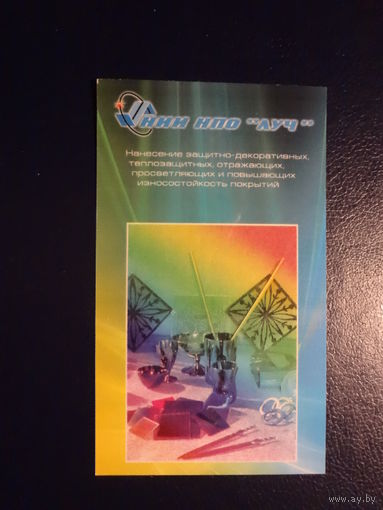 НИИ НПО "ЛУЧ"
Нанесение защитно-декоративных,
теплозащитных, отражающих,
просветляющих и повышающих
износостойкость покрытий
www.ay.by